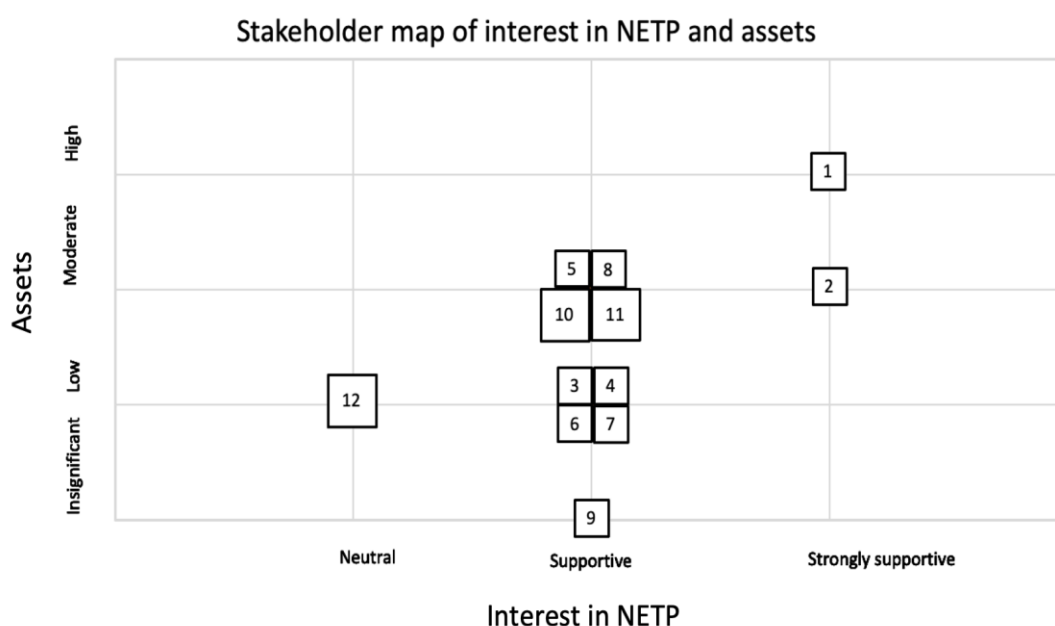 Stakeholder map of interest in NETP and assets
High
1
Moderate
5 8
2
Assets
10 11
Low
3 4
12
6 7
Insignificant
9
Neutral
Supportive
Strongly supportive
Interest in NETP